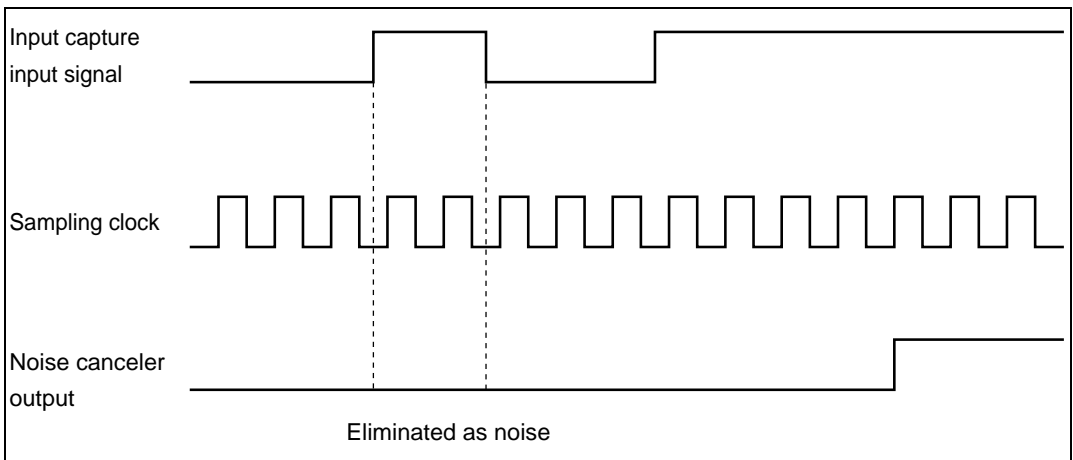 Input capture
input signal
Sampling clock
Noise canceler
output
Eliminated as noise